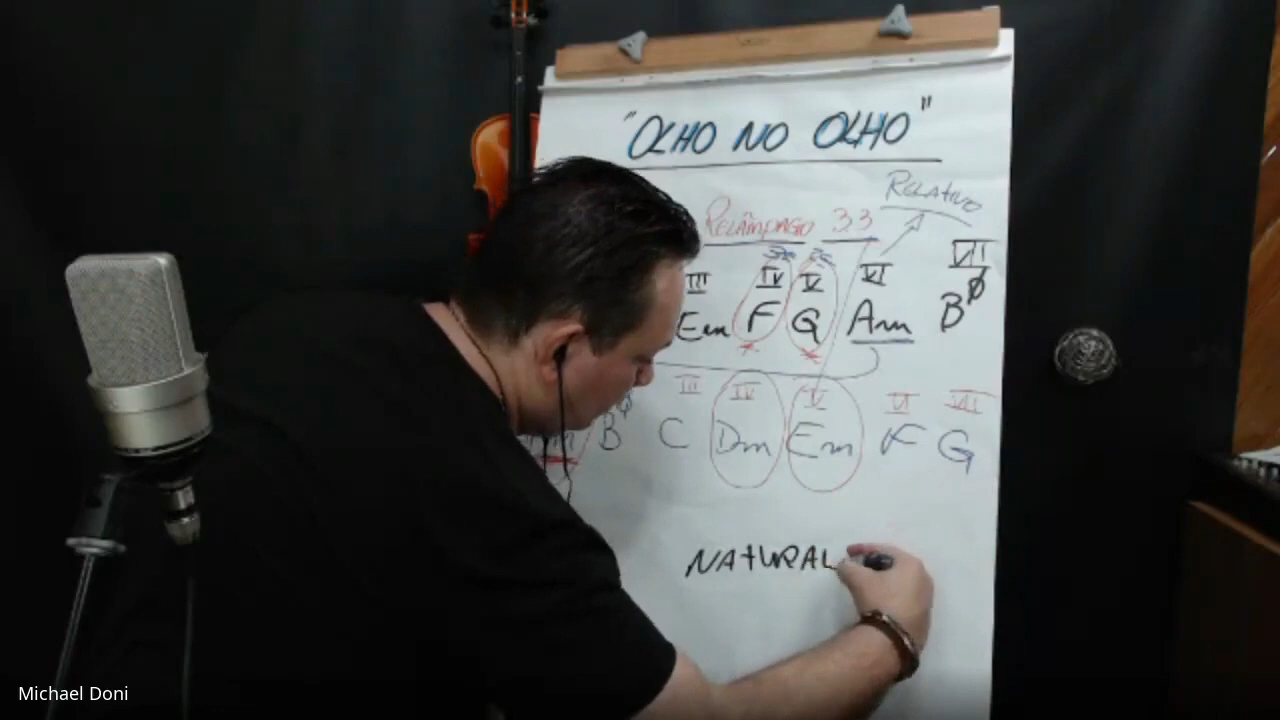 "OLHO NO OLHO"
RELATIVO
RELÂMPAGO 33
III IV V VI VII
Em F G Am Bø
III IV V VI VII
Bø C Dm Em F G
NATURAL
Michael Doni